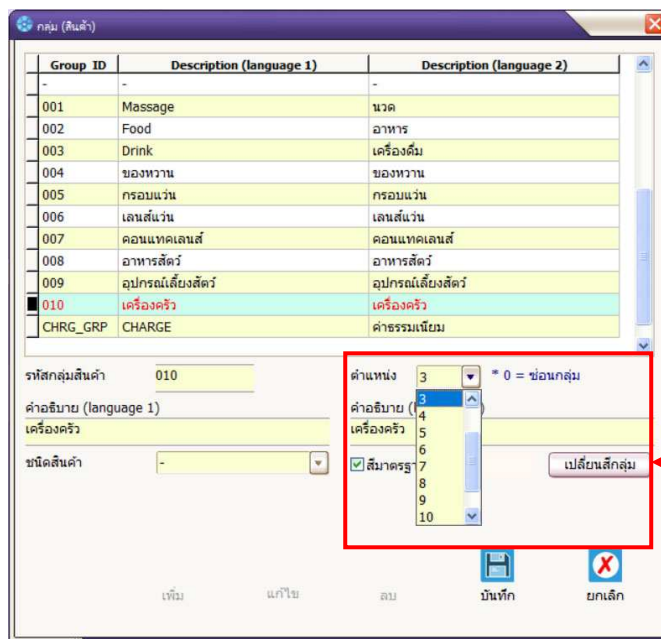 กลุ่ม (สินค้า)
Group ID Description (language 1) Description (language 2)
- - -
001 Massage นวด
002 Food อาหาร
003 Drink เครื่องดื่ม
004 ของหวาน ของหวาน
005 กรอบแว่น กรอบแว่น
006 เลนส์แว่น เลนส์แว่น
007 คอนแทคเลนส์ คอนแทคเลนส์
008 อาหารสัตว์ อาหารสัตว์
009 อุปกรณ์เลี้ยงสัตว์ อุปกรณ์เลี้ยงสัตว์
010 เครื่องครัว เครื่องครัว
CHRG_GRP CHARGE ค่าธรรมเนียม
รหัสกลุ่มสินค้า 010 ตำแหน่ง 3 * 0 = ซ่อนกลุ่ม
คำอธิบาย (language 1) คำอธิบาย (
เครื่องครัว เครื่องครัว
ชนิดสินค้า - สีมาตรฐา เปลี่ยนสีกลุ่ม
3
4
5
6
7
8
9
10
เพิ่ม แก้ไข ลบ บันทึก ยกเลิก